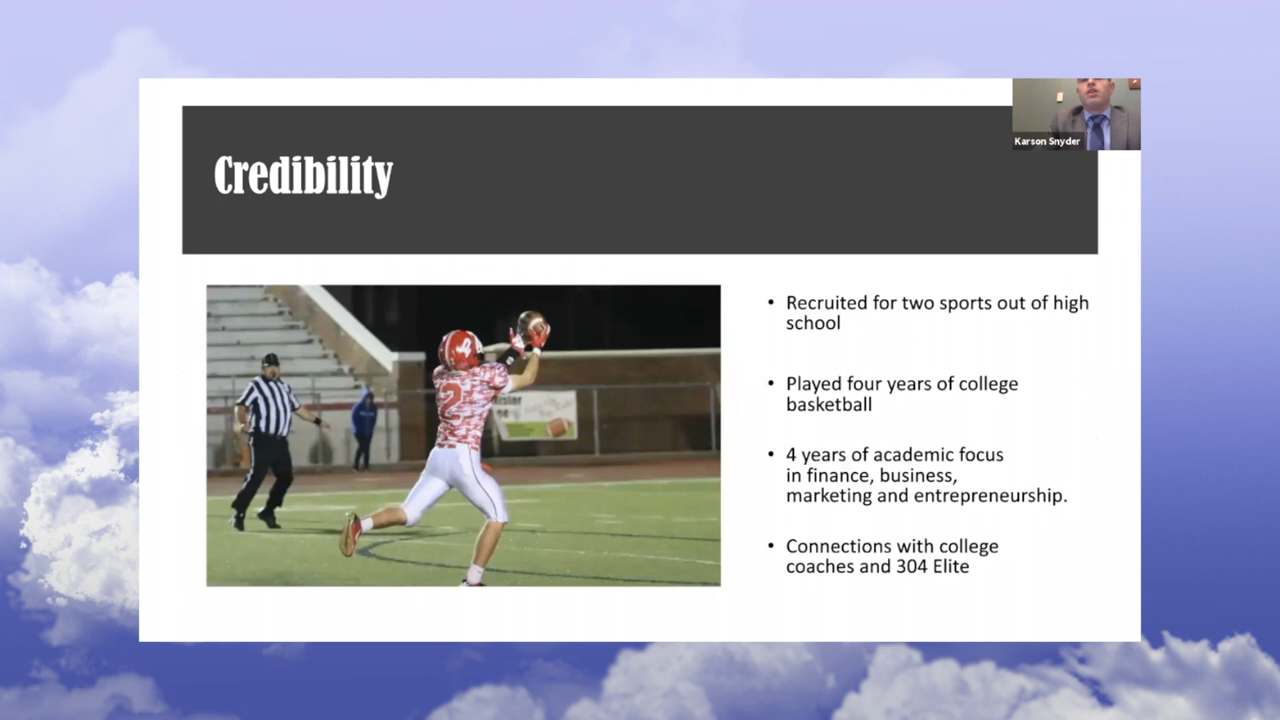 Karson Snyder
Credibility
2
• Recruited for two sports out of high
school
• Played four years of college
basketball
• 4 years of academic focus
in finance, business,
marketing and entrepreneurship.
• Connections with college
coaches and 304 Elite